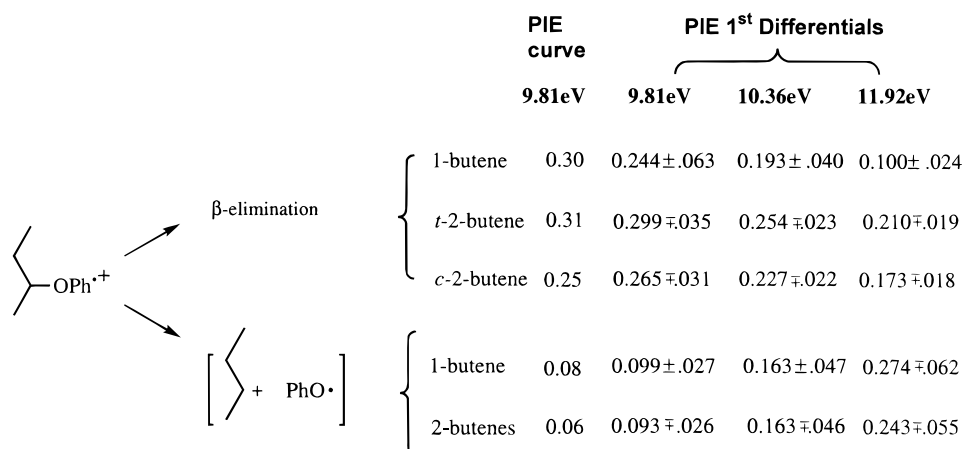 PIE curve PIE 1st Differentials
9.81eV 9.81eV 10.36eV 11.92eV
1-butene 0.30 0.244±.063 0.193±.040 0.100±.024
β-elimination
t-2-butene 0.31 0.299∓.035 0.254∓.023 0.210∓.019
OPh•+
c-2-butene 0.25 0.265∓.031 0.227∓.022 0.173∓.018
1-butene 0.08 0.099±.027 0.163±.047 0.274∓.062
+ PhO•
2-butenes 0.06 0.093∓.026 0.163∓.046 0.243∓.055